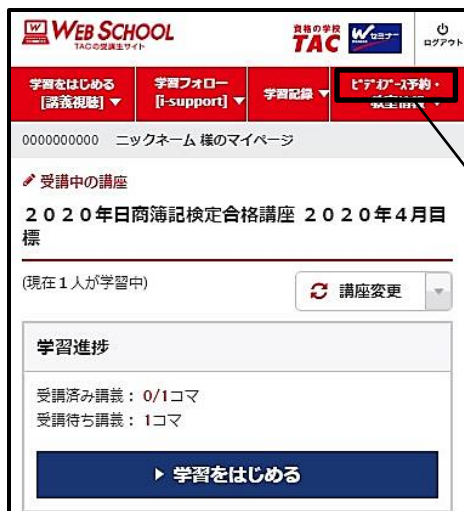 WEB SCHOOL
TACの受講生サイト
資格の学校
TAC
Wセミナー
ログアウト
学習をはじめる
[講義視聴] ▼
学習フォロー
[i-support] ▼
学習記録 ▼
ﾋﾞﾃﾞｵﾌﾞｰｽ予約・
教室情報 ▼
0000000000 ニックネーム 様のマイページ
受講中の講座
２０２０年日商簿記検定合格講座 ２０２０年４月目
標
(現在１人が学習中)
講座変更
学習進捗
受講済み講義： 0/1コマ
受講待ち講義： 1コマ
学習をはじめる